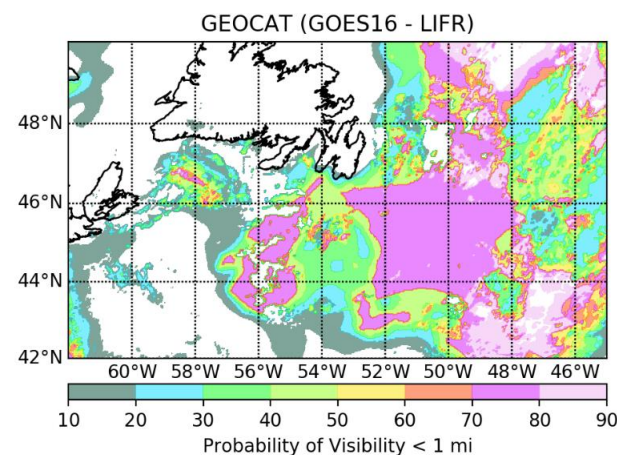 GEOCAT (GOES16 - LIFR)
48°N
46°N
44°N
42°N
60°W 58°W 56°W 54°W 52°W 50°W 48°W 46°W
10 20 30 40 50 60 70 80 90
Probability of Visibility < 1 mi